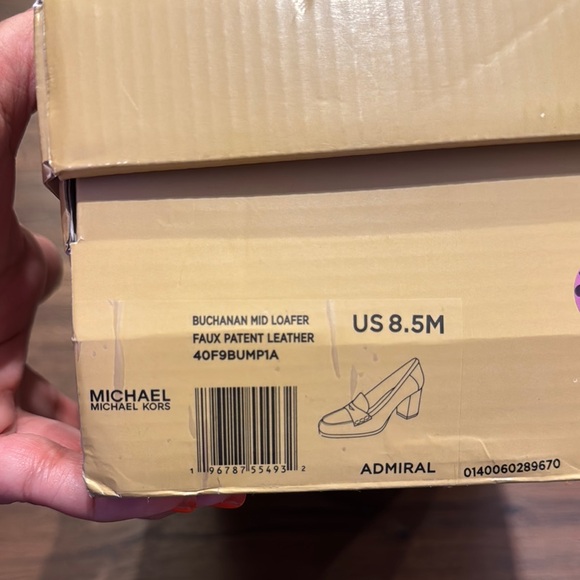 BUCHANAN MID LOAFER
FAUX PATENT LEATHER
40F9BUMP1A
US 8.5M
MICHAEL
MICHAEL KORS
1 96787 55493 2
ADMIRAL
0140060289670